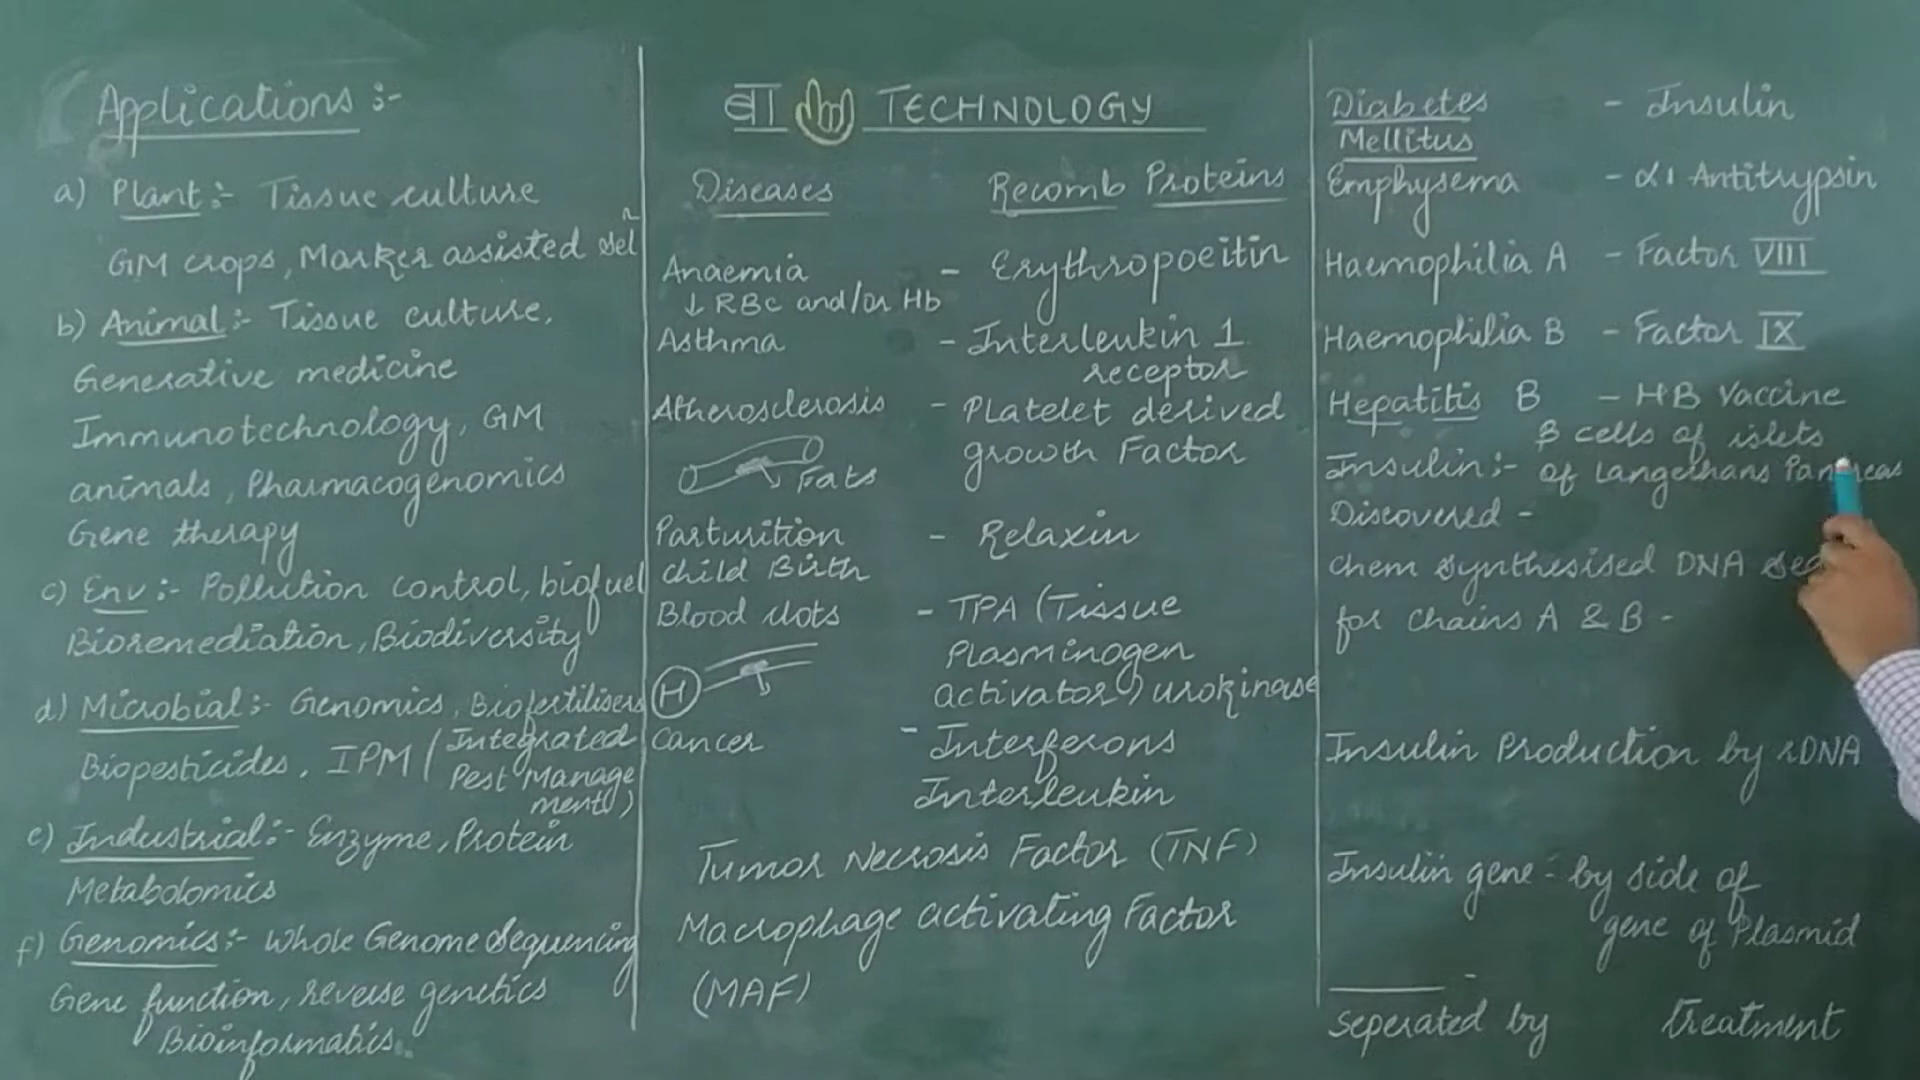 Applications :-
a) Plant :- Tissue culture
GM crops, Marker assisted selⁿ
b) Animal :- Tissue culture,
Generative medicine
Immunotechnology, GM
animals, Pharmacogenomics
Gene therapy
c) Env :- Pollution control, biofuel
Bioremediation, Biodiversity
d) Microbial :- Genomics, Biofertilisers
Biopesticides, IPM (Integrated
Pest Manage
ment)
e) Industrial :- Enzyme, Protein
Metabolomics
f) Genomics :- Whole Genome Sequencing
Gene function, reverse genetics
Bioinformatics.
बा TECHNOLOGY
Diseases Recomb Proteins
Anaemia - Erythropoeitin
↓ RBC and/or Hb
Asthma - Interleukin 1
receptor
Atherosclerosis - Platelet derived
growth Factor
Fats
Parturition - Relaxin
child Birth
Blood clots - TPA (Tissue
Plasminogen
activator) urokinase
H
Cancer - Interferons
Interleukin
Tumor Necrosis Factor (TNF)
Macrophage activating Factor
(MAF)
Diabetes - Insulin
Mellitus
Emphysema - α1 Antitrypsin
Haemophilia A - Factor VIII
Haemophilia B - Factor IX
Hepatitis B - HB Vaccine
β cells of islets
Insulin :- of Langerhans Pancreas
Discovered -
chem synthesised DNA
for chains A & B -
Insulin Production by rDNA
Insulin gene - by side of
gene of Plasmid
seperated by treatment